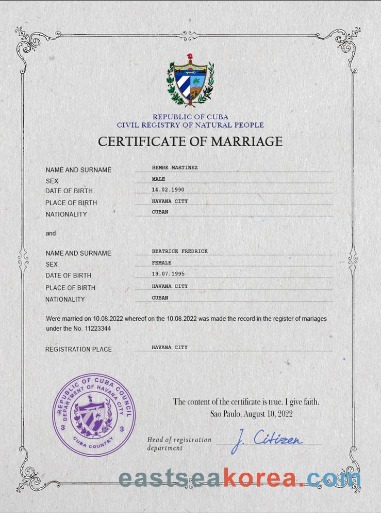 REPUBLIC OF CUBA
CIVIL REGISTRY OF NATURAL PEOPLE
CERTIFICATE OF MARRIAGE
NAME AND SURNAME MARTINEZ
SEX MALE
DATE OF BIRTH 14.02.1990
PLACE OF BIRTH HAVANA CITY
NATIONALITY CUBAN
and
NAME AND SURNAME BEATRICE FREDRICK
SEX FEMALE
DATE OF BIRTH 19.07.1995
PLACE OF BIRTH HAVANA CITY
NATIONALITY CUBAN
Were married on 10.08.2022 whereof on the 10.08.2022 was made the record in the register of mariages
under the No. 11223344
REGISTRATION PLACE HAVANA CITY
REPUBLIC OF CUBA COUNCIL
DEPARTMENT OF HAVANA CITY
CUBA COUNTRY
The content of the certificate is true. I give faith.
Sao Paulo, August 10, 2022
Head of registration
department
J. Citizen
eastseakorea.com